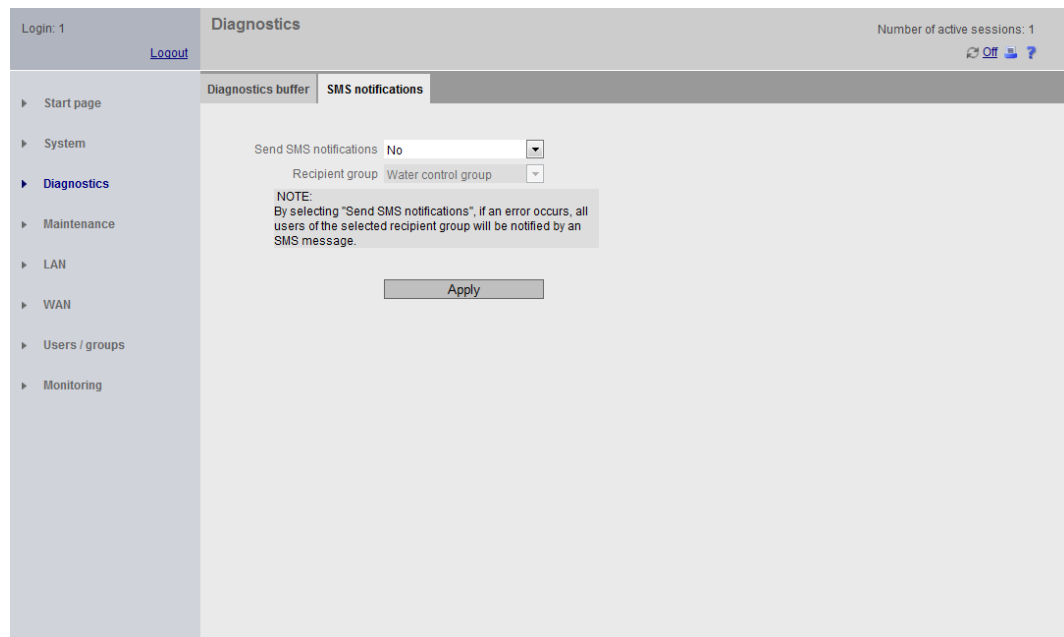 Login: 1
Logout
Diagnostics
Number of active sessions: 1
Off ?
Start page
System
Diagnostics
Maintenance
LAN
WAN
Users / groups
Monitoring
Diagnostics buffer SMS notifications
Send SMS notifications No
Recipient group Water control group
NOTE:
By selecting "Send SMS notifications", if an error occurs, all
users of the selected recipient group will be notified by an
SMS message.
Apply